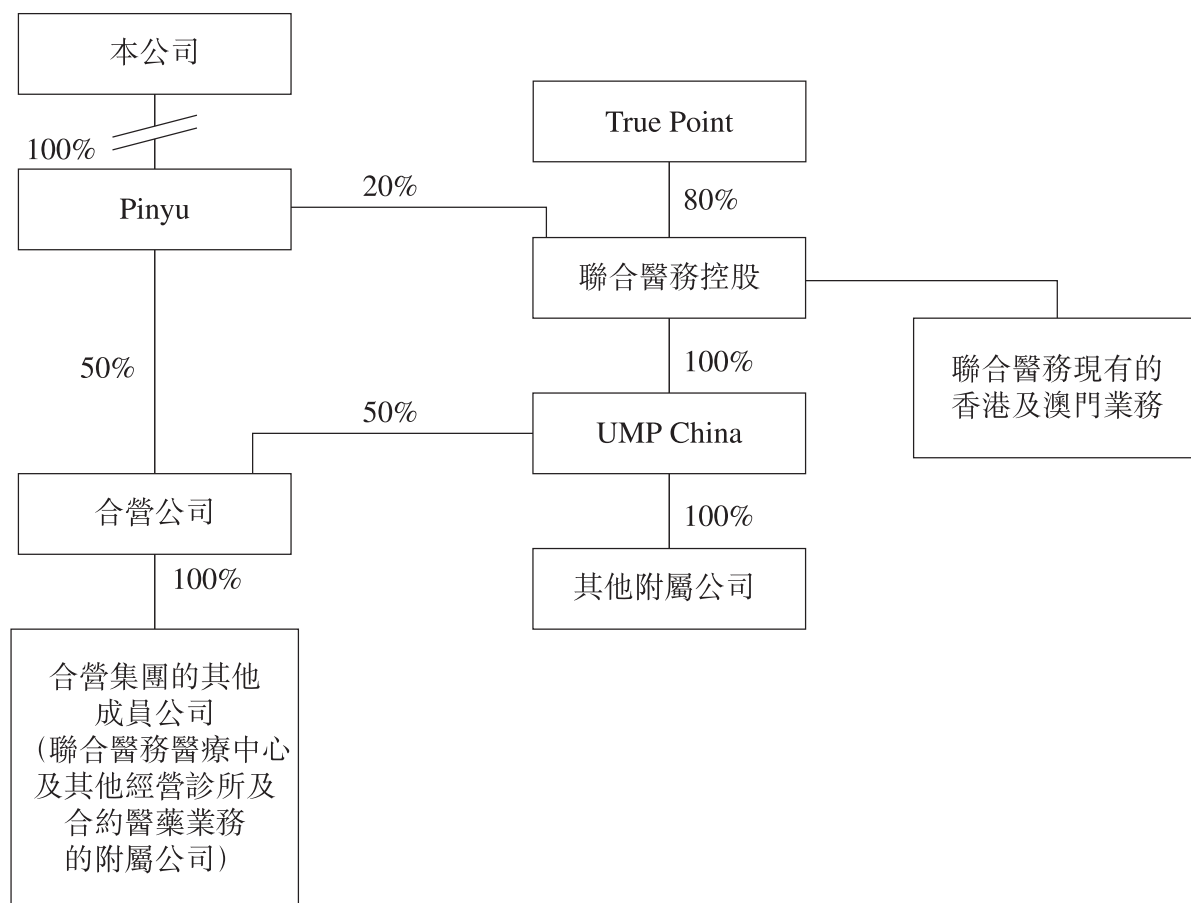 本公司
100%
True Point
Pinyu
20%
80%
聯合醫務控股
50%
100%
聯合醫務現有的
香港及澳門業務
50%
UMP China
合營公司
100%
100%
其他附屬公司
合營集團的其他
成員公司
（聯合醫務醫療中心
及其他經營診所及
合約醫藥業務
的附屬公司）